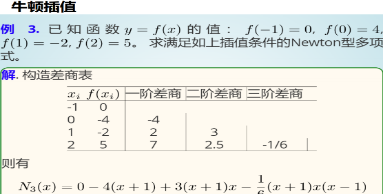 牛顿插值
例 3. 已知函数 y = f(x) 的值： f(−1) = 0, f(0) = 4,
f(1) = −2, f(2) = 5。 求满足如上插值条件的Newton型多项
式。
解. 构造差商表
x_i f(x_i) 一阶差商 二阶差商 三阶差商
-1 0
0 -4 -4
1 -2 2 3
2 5 7 2.5 -1/6
则有
N_3(x) = 0 − 4(x + 1) + 3(x + 1)x − 1/6 (x + 1)x(x − 1)